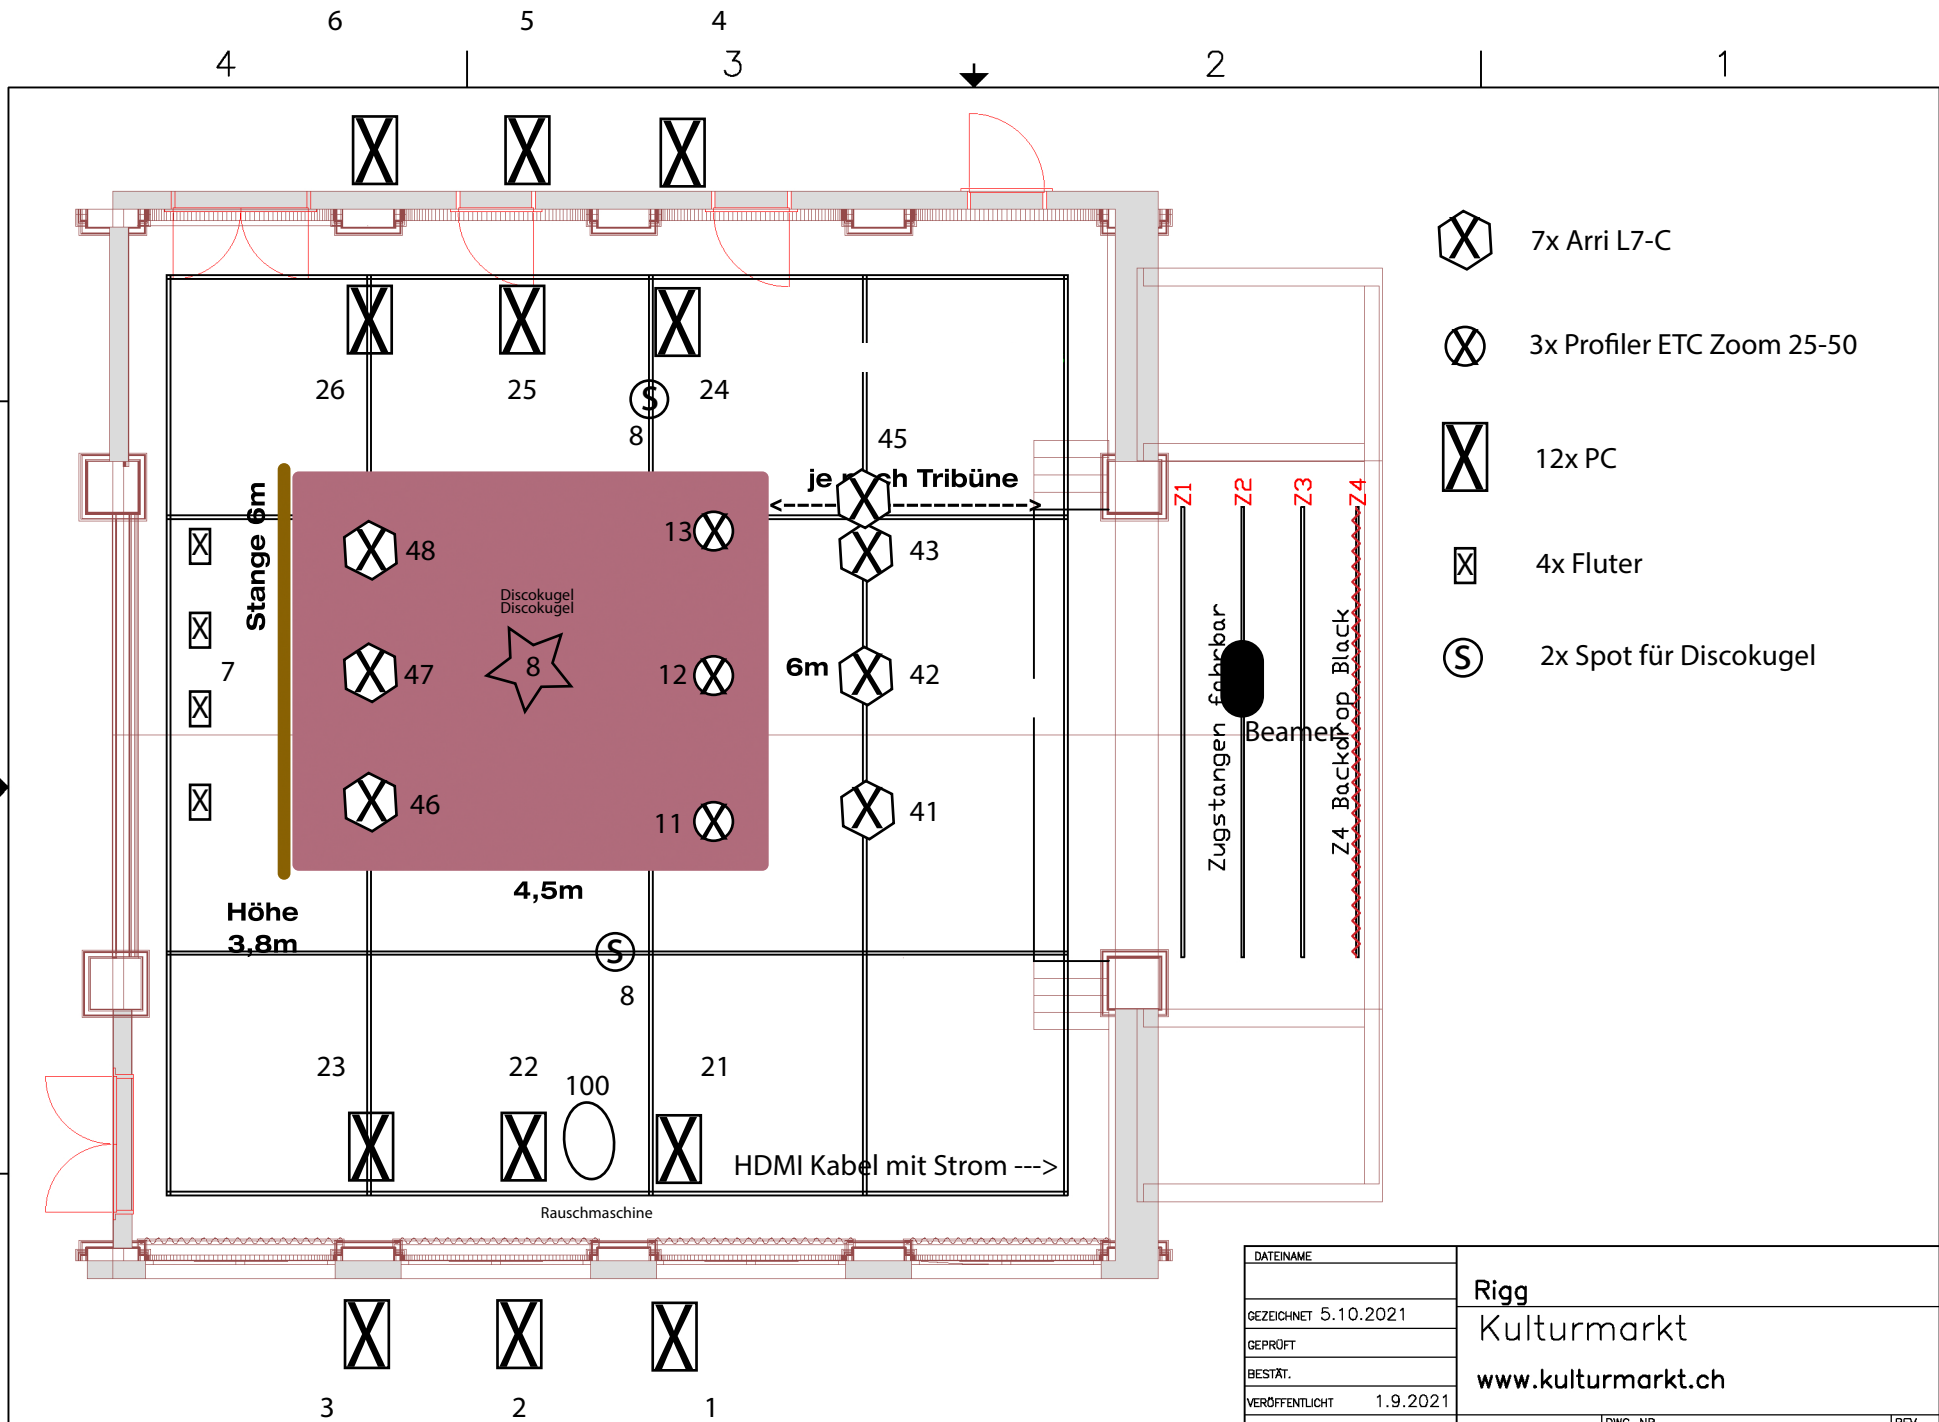 6 5 4
4 3 2 1
7x Arri L7-C
3x Profiler ETC Zoom 25-50
12x PC
4x Fluter
S 2x Spot für Discokugel
26 25 24
S
8
45
je nach Tribüne
Stange 6m
13
48
43
Discokugel
Discokugel
8
7
47
12
6m
42
46
11
41
4,5m
Höhe
3,8m
S
8
Z1 Z2 Z3 Z4
Zugstangen fahrbar
Beamer
Z4 Backdrop Black
23 22 21
100
HDMI Kabel mit Strom --->
Rauschmaschine
3 2 1
DATEINAME
GEZEICHNET 5.10.2021
GEPRÜFT
BESTÄT.
VERÖFFENTLICHT 1.9.2021
Rigg
Kulturmarkt
www.kulturmarkt.ch